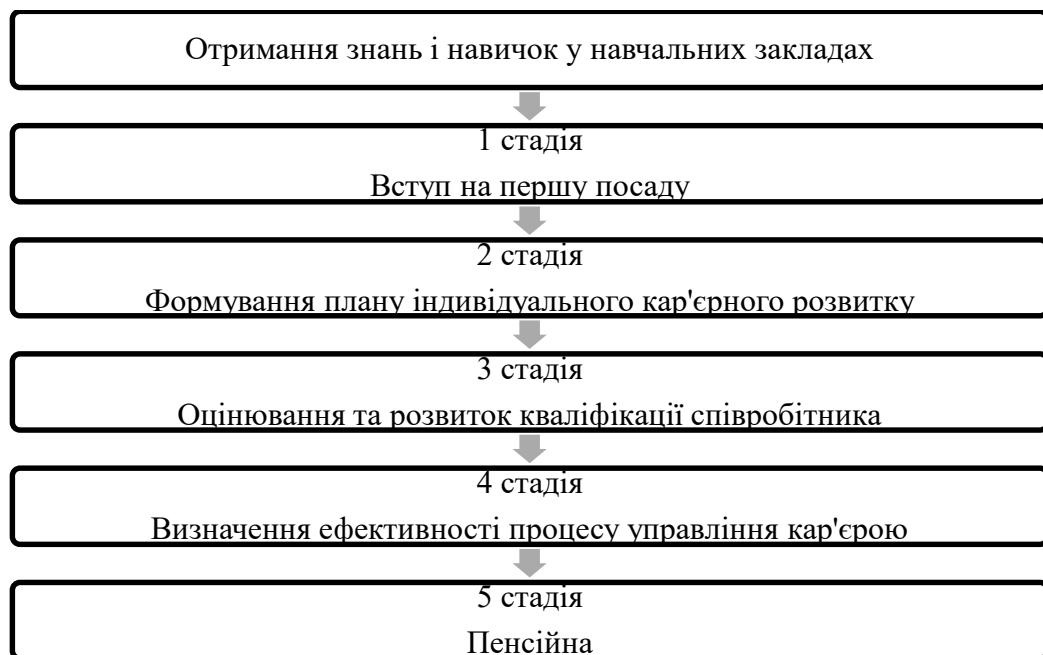 Отримання знань і навичок у навчальних закладах
1 стадія
Вступ на першу посаду
2 стадія
Формування плану індивідуального кар'єрного розвитку
3 стадія
Оцінювання та розвиток кваліфікації співробітника
4 стадія
Визначення ефективності процесу управління кар'єрою
5 стадія
Пенсійна